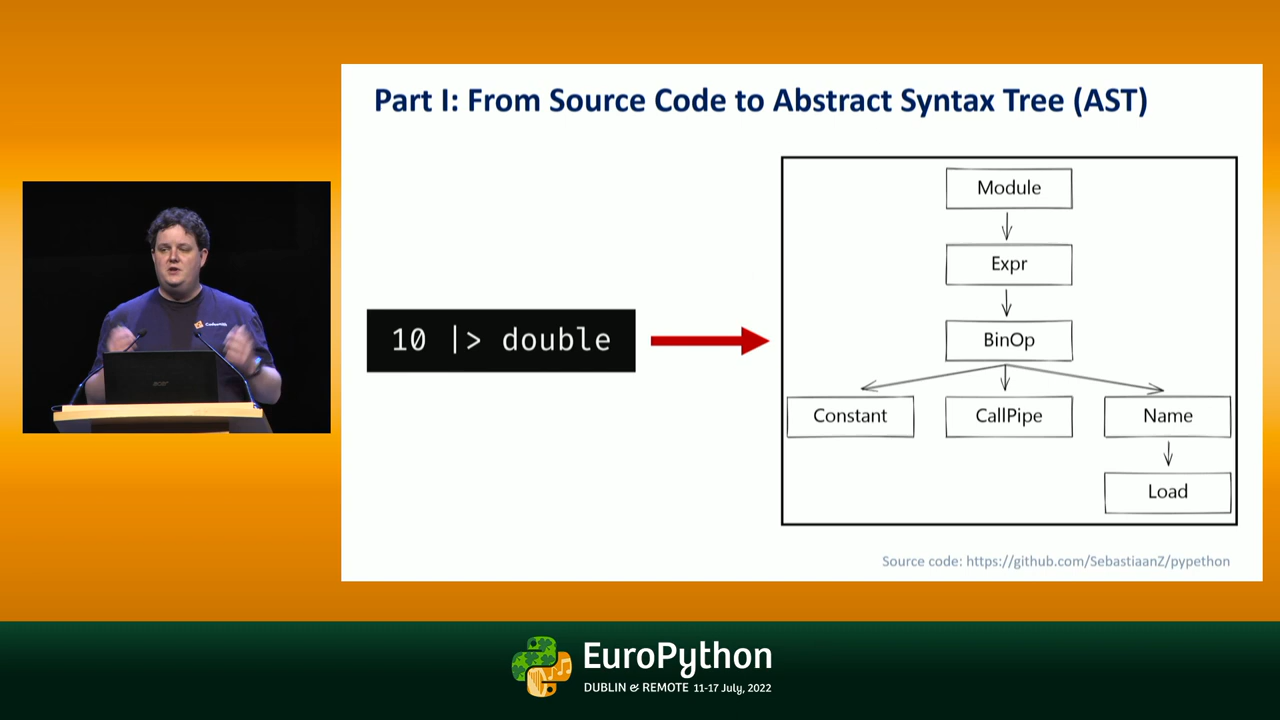 Part I: From Source Code to Abstract Syntax Tree (AST)
10 |> double
Module
Expr
BinOp
Constant
CallPipe
Name
Load
Source code: https://github.com/SebastiaanZ/pypethon
EuroPython
DUBLIN & REMOTE 11-17 July, 2022